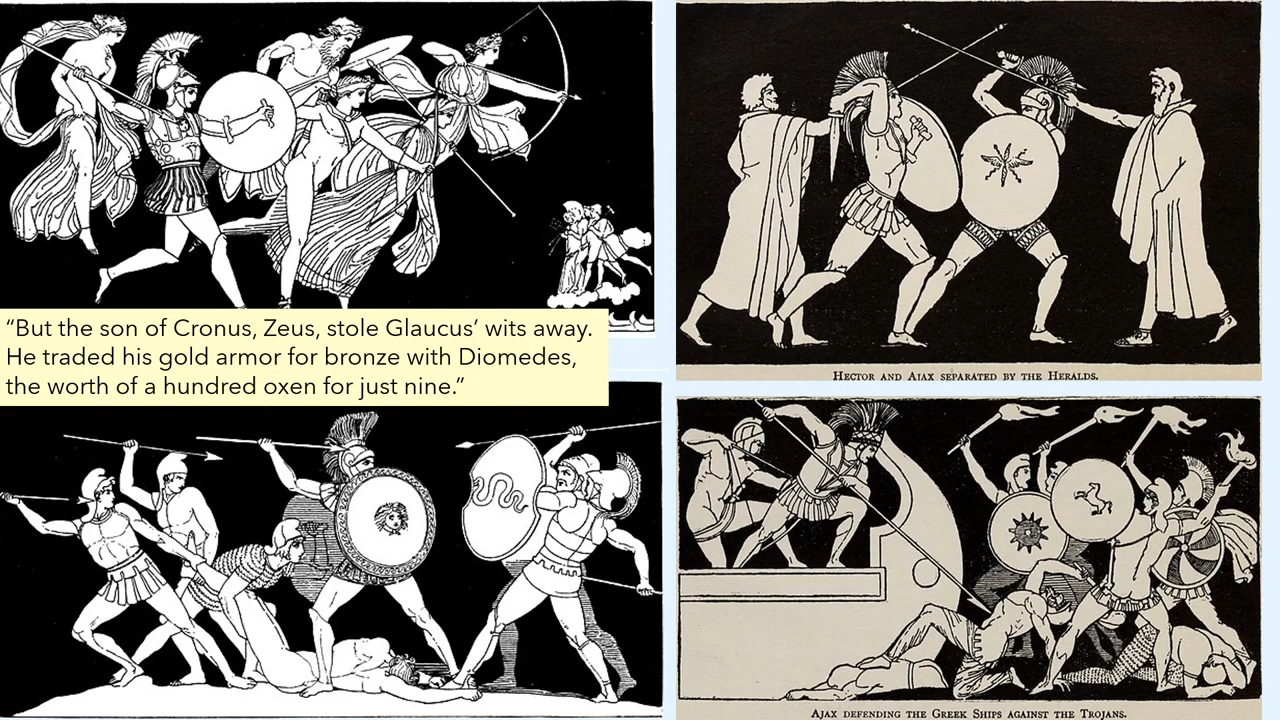 “But the son of Cronus, Zeus, stole Glaucus’ wits away.
He traded his gold armor for bronze with Diomedes,
the worth of a hundred oxen for just nine.”
Hector and Ajax separated by the Heralds.
Ajax defending the Greek Ships against the Trojans.